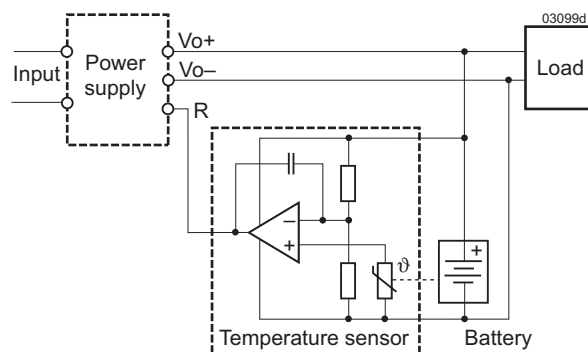 03099d
Vo+
Input
Power
supply
Vo–
Load
R
–
+
ϑ
+
Temperature sensor
Battery